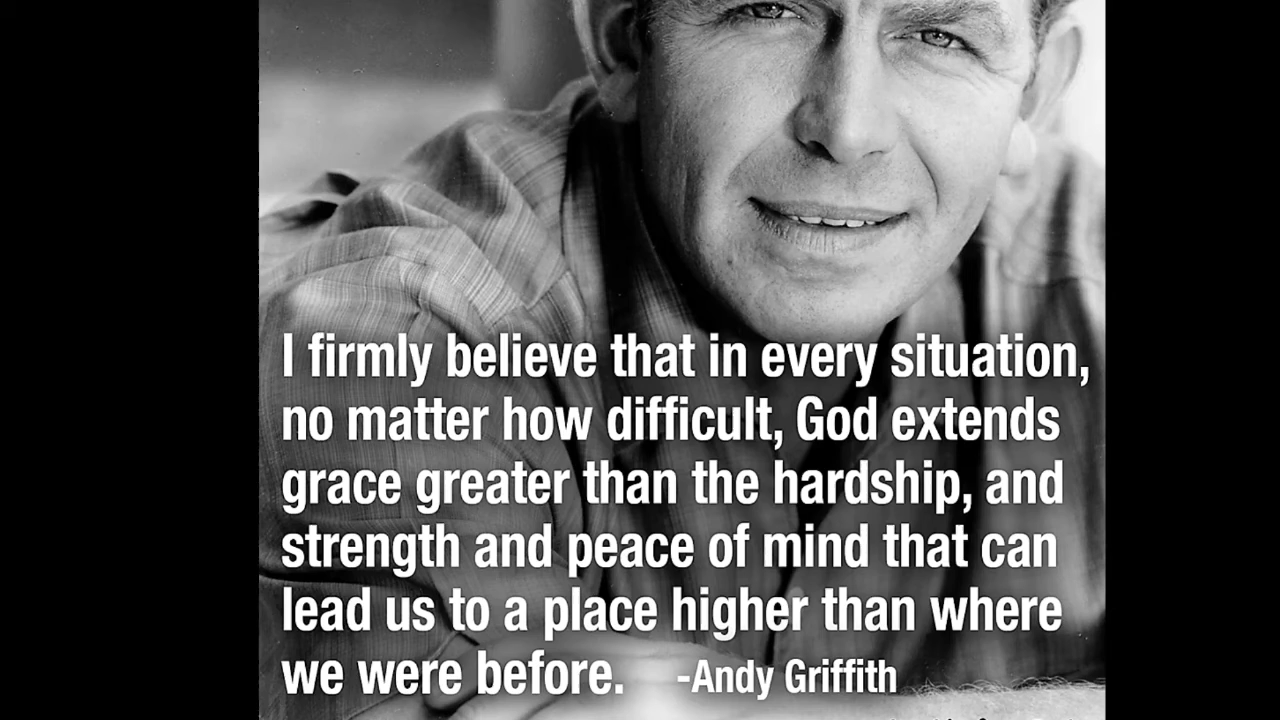 I firmly believe that in every situation,
no matter how difficult, God extends
grace greater than the hardship, and
strength and peace of mind that can
lead us to a place higher than where
we were before. -Andy Griffith